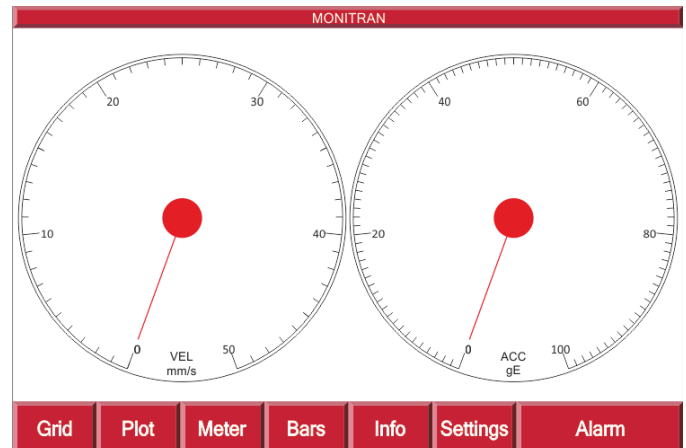 MONITRAN
20
30
10
40
0
50
VEL
mm/s
40
60
20
80
0
100
ACC
gE
Grid
Plot
Meter
Bars
Info
Settings
Alarm